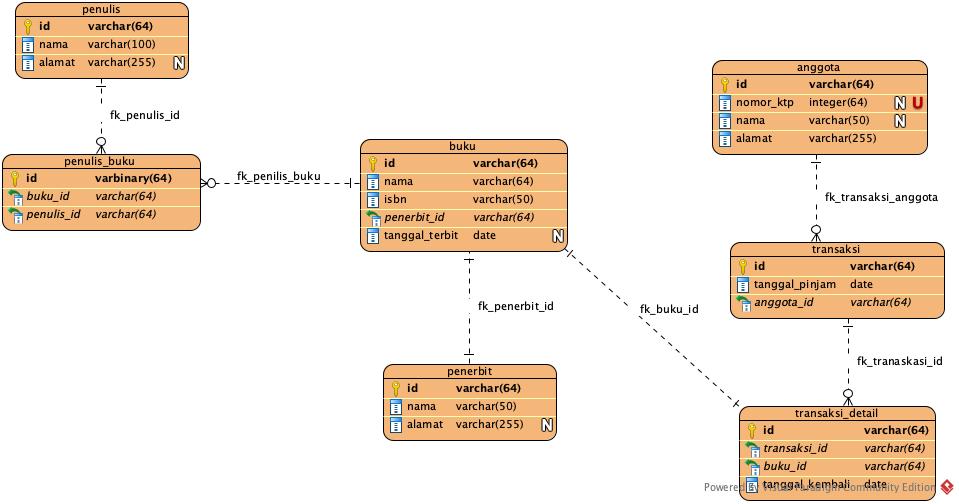 penulis
id varchar(64)
nama varchar(100)
alamat varchar(255) N
fk_penulis_id
penulis_buku
id varbinary(64)
buku_id varchar(64)
penulis_id varchar(64)
fk_penilis_buku
buku
id varchar(64)
nama varchar(64)
isbn varchar(50)
penerbit_id varchar(64)
tanggal_terbit date N
fk_penerbit_id
penerbit
id varchar(64)
nama varchar(50)
alamat varchar(255) N
fk_buku_id
anggota
id varchar(64)
nomor_ktp integer(64) N U
nama varchar(50) N
alamat varchar(255)
fk_transaksi_anggota
transaksi
id varchar(64)
tanggal_pinjam date
anggota_id varchar(64)
fk_tranaskasi_id
transaksi_detail
id varchar(64)
transaksi_id varchar(64)
buku_id varchar(64)
tanggal_kembali date
Powered By Visual Paradigm Community Edition